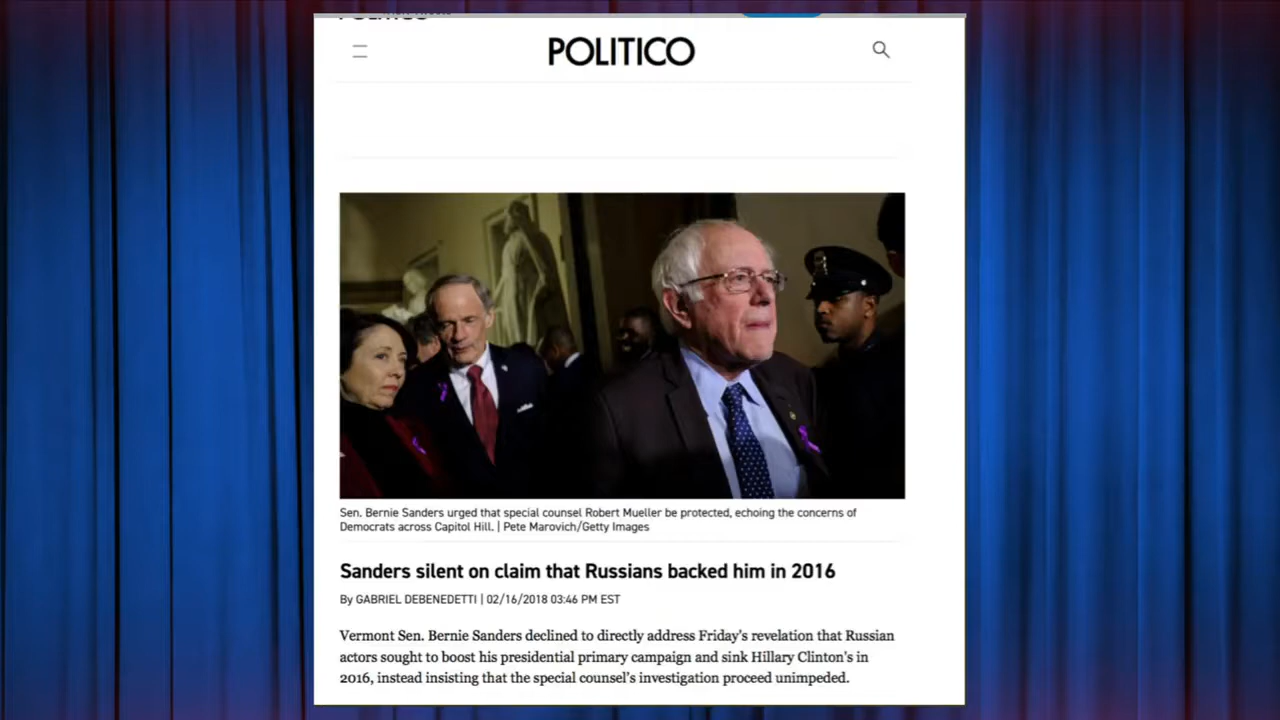 POLITICO
Sen. Bernie Sanders urged that special counsel Robert Mueller be protected, echoing the concerns of
Democrats across Capitol Hill. | Pete Marovich/Getty Images
Sanders silent on claim that Russians backed him in 2016
By GABRIEL DEBENEDETTI | 02/16/2018 03:46 PM EST
Vermont Sen. Bernie Sanders declined to directly address Friday's revelation that Russian
actors sought to boost his presidential primary campaign and sink Hillary Clinton's in
2016, instead insisting that the special counsel's investigation proceed unimpeded.